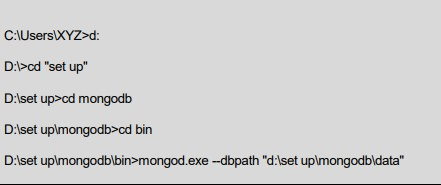 C:\Users\XYZ>d:
D:\>cd "set up"
D:\set up>cd mongodb
D:\set up\mongodb>cd bin
D:\set up\mongodb\bin>mongod.exe --dbpath "d:\set up\mongodb\data"